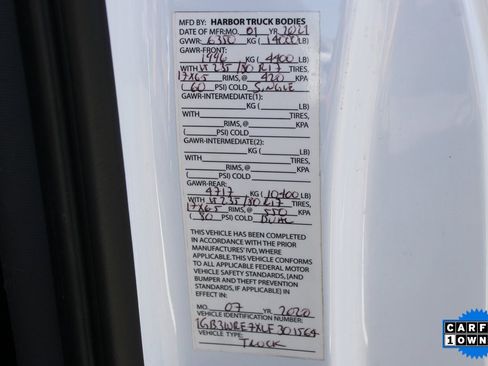 MFD BY: HARBOR TRUCK BODIES
DATE OF MFR: MO. 01 YR. 2021
GVWR: 6350 KG ( 14000 LB)
GAWR-FRONT:
1996 KG ( 4400 LB)
WITH LT 235/80 R17 TIRES,
17X6.5 RIMS, @ 420 KPA
( 60 PSI) COLD SINGLE
GAWR-INTERMEDIATE(1):
KG ( LB)
WITH TIRES,
RIMS, @ KPA
( PSI) COLD
GAWR-INTERMEDIATE(2):
KG ( LB)
WITH TIRES,
RIMS, @ KPA
( PSI) COLD
GAWR-REAR:
4717 KG ( 10400 LB)
WITH LT 235/80 R17 TIRES,
17X6.5 RIMS, @ 550 KPA
( 80 PSI) COLD DUAL
THIS VEHICLE HAS BEEN COMPLETED
IN ACCORDANCE WITH THE PRIOR
MANUFACTURES' IVD, WHERE
APPLICABLE. THIS VEHICLE CONFORMS
TO ALL APPLICABLE FEDERAL MOTOR
VEHICLE SAFETY STANDARDS, (AND
BUMPER AND THEFT PREVENTION
STANDARDS, IF APPLICABLE) IN
EFFECT IN:
MO. 07 YR. 2020
VEHICLE IDENTIFICATION NUMBER:
1GB3WRE7XLF301564
VEHICLE TYPE:
TRUCK
CARF
1 OWN